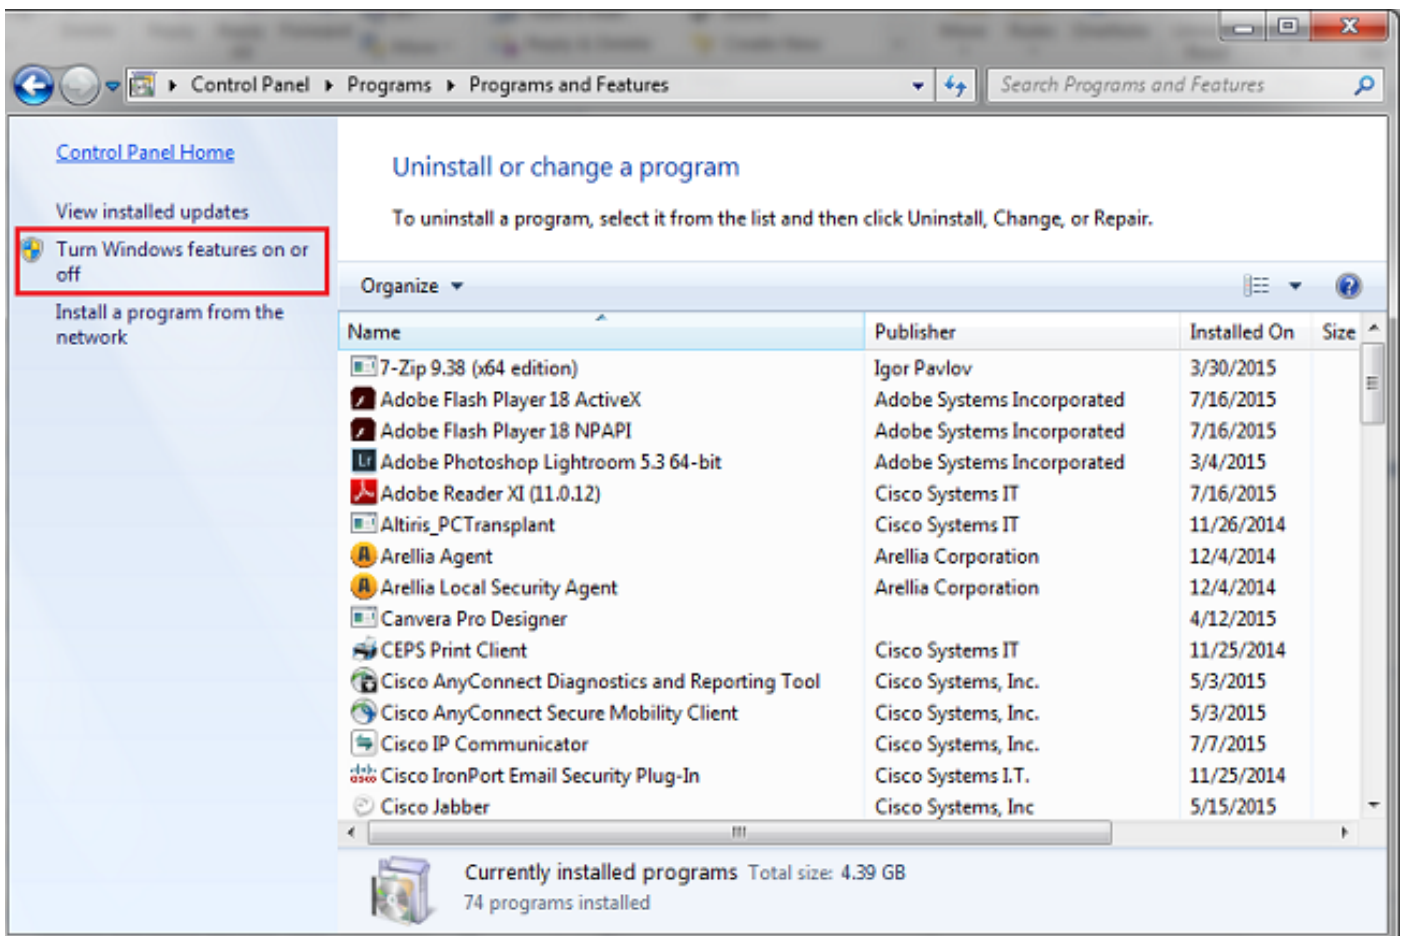 Control Panel Programs Programs and Features Search Programs and Features
Control Panel Home
View installed updates
Turn Windows features on or
off
Install a program from the
network
Uninstall or change a program
To uninstall a program, select it from the list and then click Uninstall, Change, or Repair.
Organize
Name Publisher Installed On Size
7-Zip 9.38 (x64 edition) Igor Pavlov 3/30/2015
Adobe Flash Player 18 ActiveX Adobe Systems Incorporated 7/16/2015
Adobe Flash Player 18 NPAPI Adobe Systems Incorporated 7/16/2015
Lr Adobe Photoshop Lightroom 5.3 64-bit Adobe Systems Incorporated 3/4/2015
Adobe Reader XI (11.0.12) Cisco Systems IT 7/16/2015
Altiris_PCTransplant Cisco Systems IT 11/26/2014
Arellia Agent Arellia Corporation 12/4/2014
Arellia Local Security Agent Arellia Corporation 12/4/2014
Canvera Pro Designer 4/12/2015
CEPS Print Client Cisco Systems IT 11/25/2014
Cisco AnyConnect Diagnostics and Reporting Tool Cisco Systems, Inc. 5/3/2015
Cisco AnyConnect Secure Mobility Client Cisco Systems, Inc. 5/3/2015
Cisco IP Communicator Cisco Systems, Inc. 7/7/2015
cisco Cisco IronPort Email Security Plug-In Cisco Systems I.T. 11/25/2014
Cisco Jabber Cisco Systems, Inc 5/15/2015
Currently installed programs Total size: 4.39 GB
74 programs installed